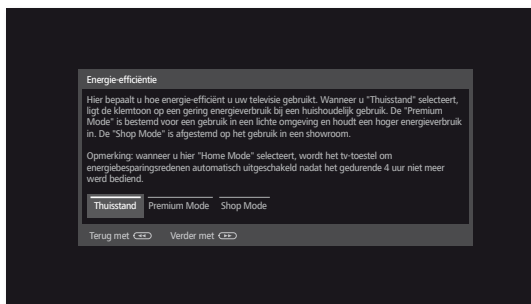 Energie-efficiëntie
Hier bepaalt u hoe energie-efficiënt u uw televisie gebruikt. Wanneer u "Thuisstand" selecteert,
ligt de klemtoon op een gering energieverbruik bij een huishoudelijk gebruik. De "Premium
Mode" is bestemd voor een gebruik in een lichte omgeving en houdt een hoger energieverbruik
in. De "Shop Mode" is afgestemd op het gebruik in een showroom.
Opmerking: wanneer u hier "Home Mode" selecteert, wordt het tv-toestel om
energiebesparingsredenen automatisch uitgeschakeld nadat het gedurende 4 uur niet meer
werd bediend.
Thuisstand Premium Mode Shop Mode
Terug met Verder met